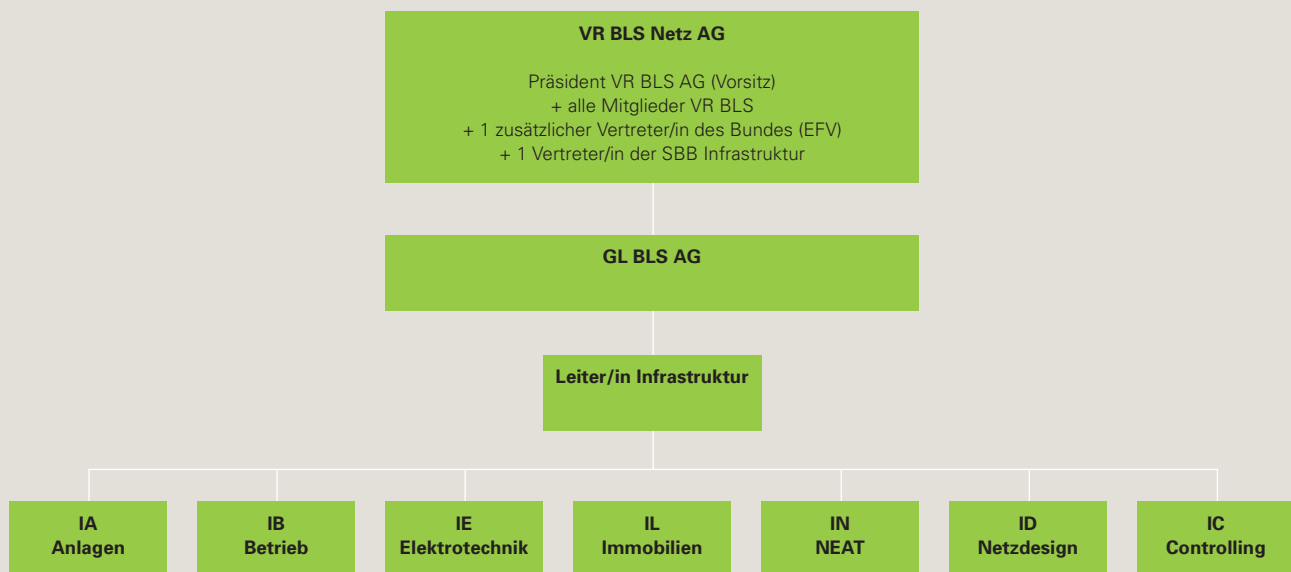 VR BLS Netz AG
Präsident VR BLS AG (Vorsitz)
+ alle Mitglieder VR BLS
+ 1 zusätzlicher Vertreter/in des Bundes (EFV)
+ 1 Vertreter/in der SBB Infrastruktur
GL BLS AG
Leiter/in Infrastruktur
IA
Anlagen
IB
Betrieb
IE
Elektrotechnik
IL
Immobilien
IN
NEAT
ID
Netzdesign
IC
Controlling